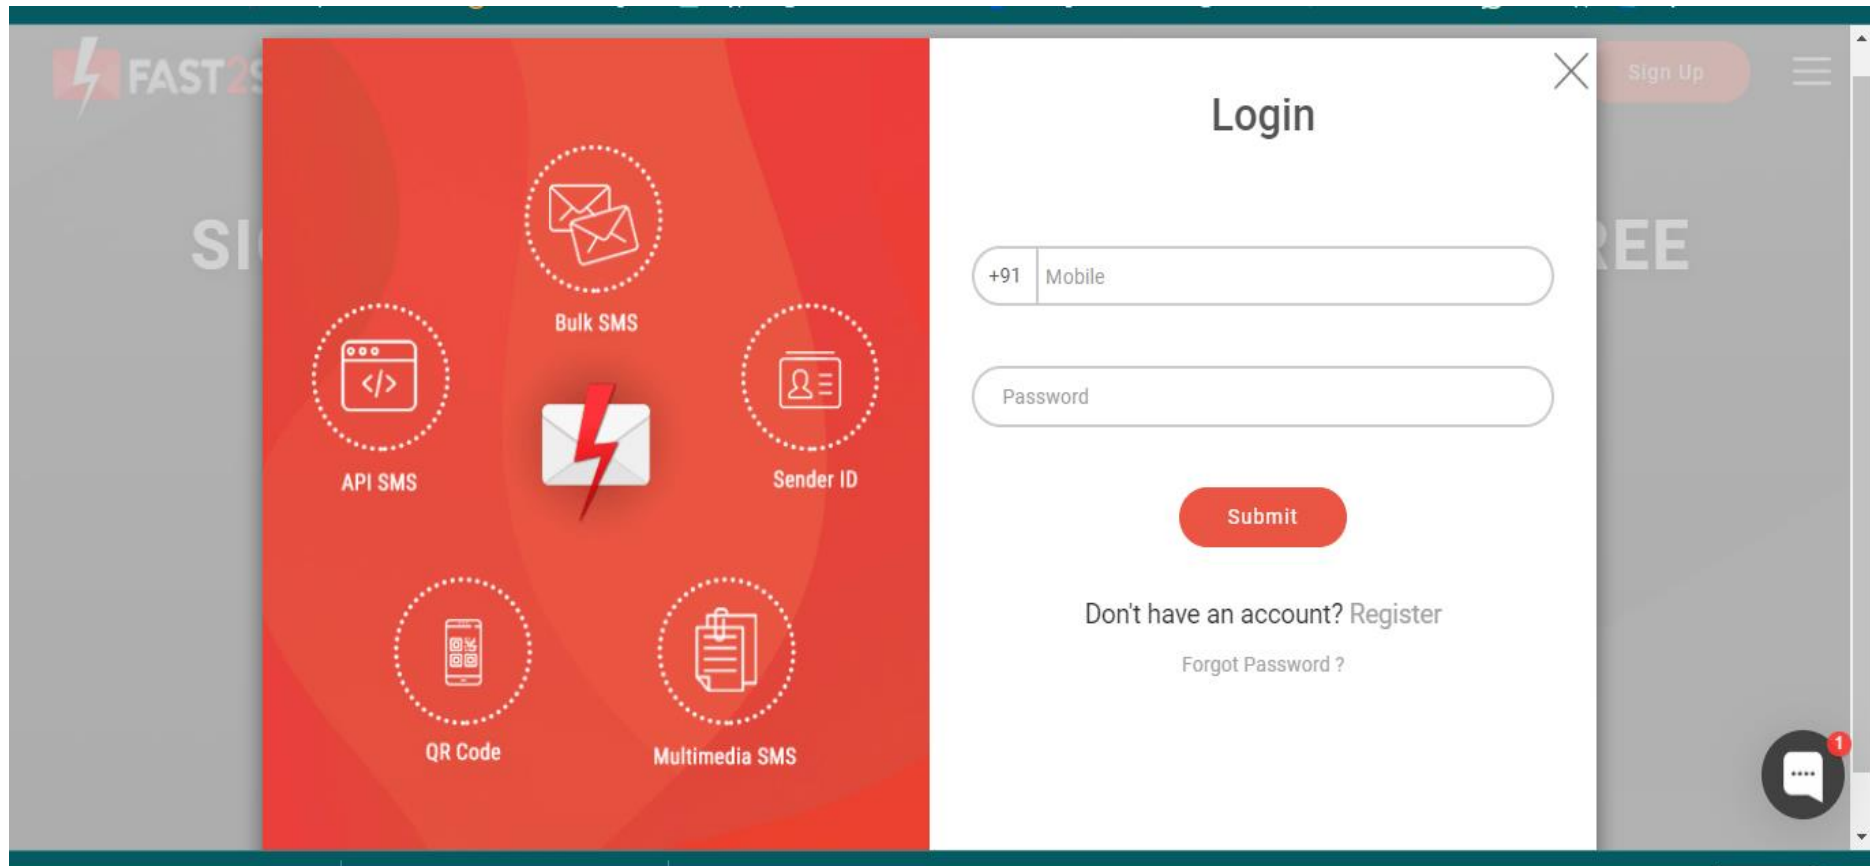 FAST2S
Sign Up
Login
+91 Mobile
Password
Submit
Don't have an account? Register
Forgot Password ?
Bulk SMS
API SMS
Sender ID
QR Code
Multimedia SMS
1